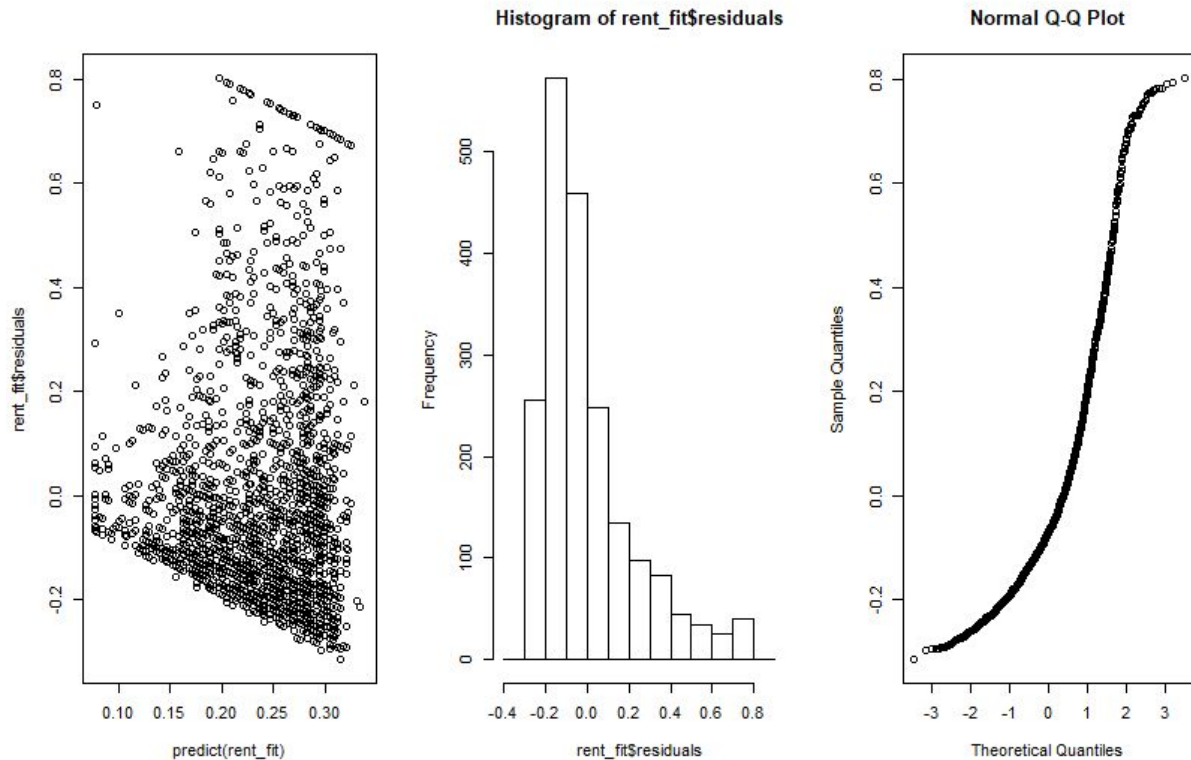 Histogram of rent_fit$residuals
Normal Q-Q Plot
rent_fit$residuals
0.8
0.6
0.4
0.2
0.0
-0.2
0.10 0.15 0.20 0.25 0.30
predict(rent_fit)
Frequency
500
400
300
200
100
0
-0.4 -0.2 0.0 0.2 0.4 0.6 0.8
rent_fit$residuals
Sample Quantiles
0.8
0.6
0.4
0.2
0.0
-0.2
-3 -2 -1 0 1 2 3
Theoretical Quantiles